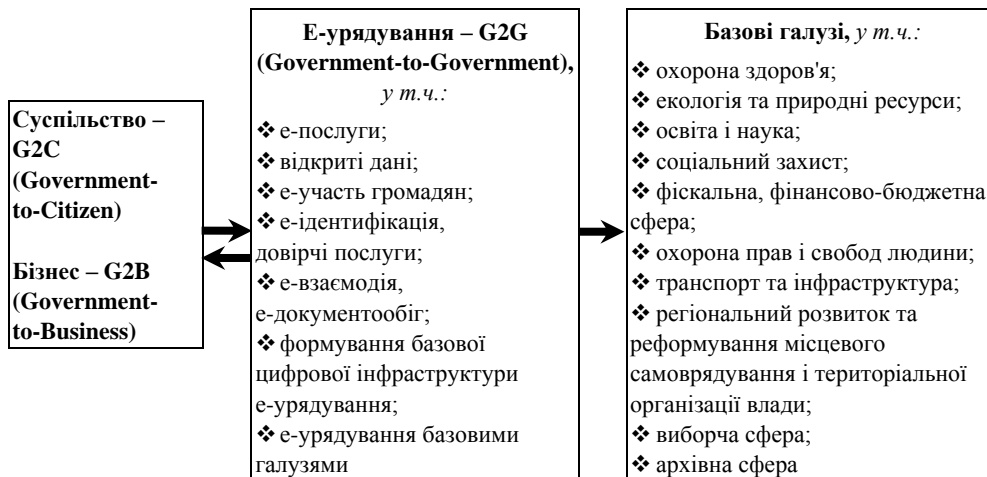 Суспільство –
G2C
(Government-
to-Citizen)
Бізнес – G2B
(Government-
to-Business)
Е-урядування – G2G
(Government-to-Government),
у т.ч.:
❖ е-послуги;
❖ відкриті дані;
❖ е-участь громадян;
❖ е-ідентифікація,
довірчі послуги;
❖ е-взаємодія,
е-документообіг;
❖ формування базової
цифрової інфраструктури
е-урядування;
❖ е-урядування базовими
галузями
Базові галузі, у т.ч.:
❖ охорона здоров'я;
❖ екологія та природні ресурси;
❖ освіта і наука;
❖ соціальний захист;
❖ фіскальна, фінансово-бюджетна
сфера;
❖ охорона прав і свобод людини;
❖ транспорт та інфраструктура;
❖ регіональний розвиток та
реформування місцевого
самоврядування і територіальної
організації влади;
❖ виборча сфера;
❖ архівна сфера